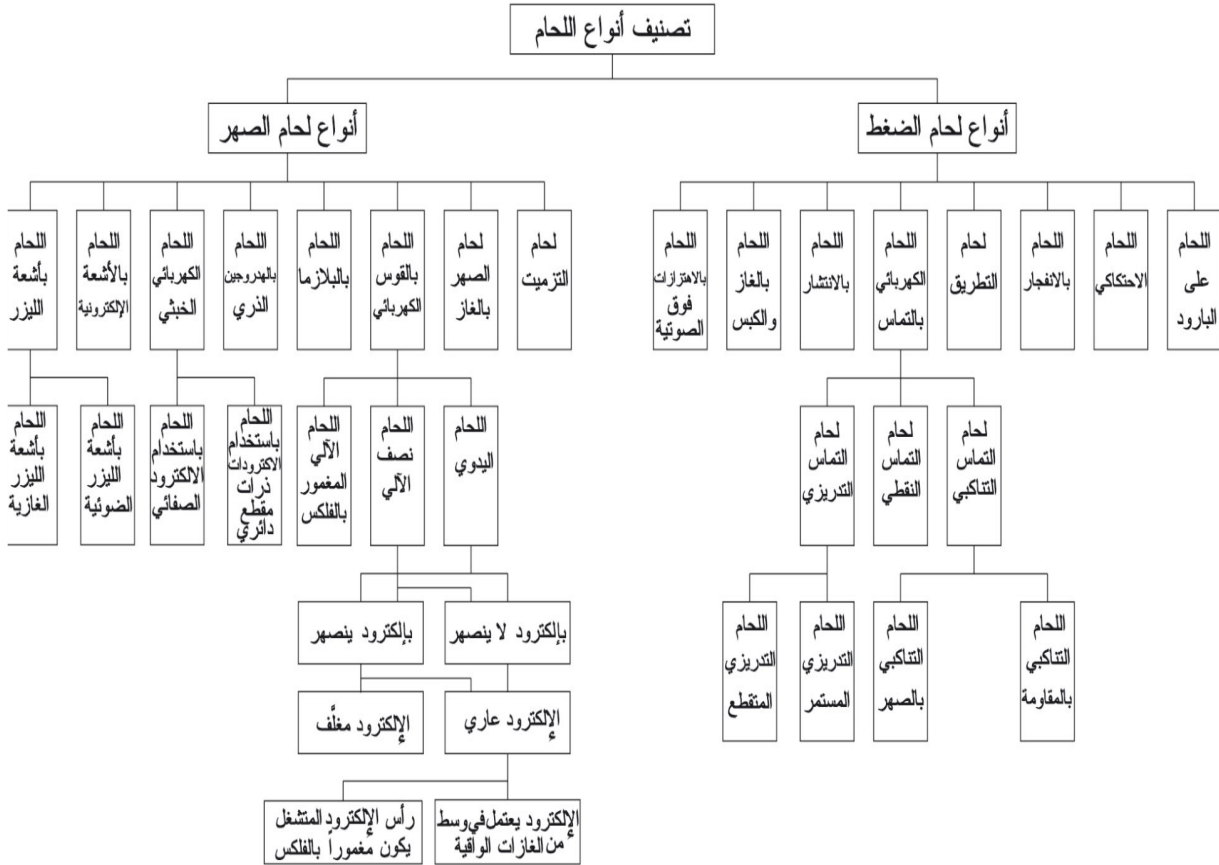 تصنيف أنواع اللحام
أنواع لحام الضغط
أنواع لحام الصهر
اللحام
على
البارود
اللحام
الاحتكاكي
اللحام
بالانفجار
لحام
التطريق
اللحام
الكهربائي
بالتماس
اللحام
بالانتشار
اللحام
بالغاز
والكبس
اللحام
بالاهتزازات
فوق
الصوتية
لحام
الترميت
لحام
الصهر
بالغاز
اللحام
بالقوس
الكهربائي
اللحام
بالبلازما
اللحام
بالهدروجين
الذري
اللحام
الكهربائي
الخبثي
اللحام
بالأشعة
الإلكترونية
اللحام
بأشعة
الليزر
لحام
التماس
التناكبي
لحام
التماس
النقطي
لحام
التماس
التدريزي
اللحام
اليدوي
اللحام
نصف
الآلي
اللحام
الآلي
المغمور
بالفلكس
اللحام
باستخدام
الاكترودات
ذرات
مقطع
دائري
اللحام
باستخدام
الالكترود
الصفائي
اللحام
بأشعة
الليزر
الضوئية
اللحام
بأشعة
الليزر
الغازية
اللحام
التناكبي
بالمقاومة
اللحام
التناكبي
بالصهر
اللحام
التدريزي
المستمر
اللحام
التدريزي
المتقطع
بإلكترود لا ينصهر
بإلكترود ينصهر
الإلكترود عاري
الإلكترود مغلَّف
الإلكترود يعتمل في وسط
من الغازات الواقية
رأس الإلكترود المتشغل
يكون مغموراً بالفلكس